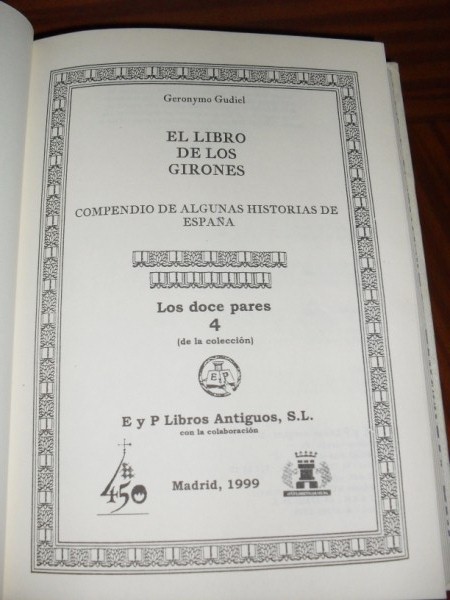 Geronymo Gudiel
EL LIBRO
DE LOS
GIRONES
COMPENDIO DE ALGUNAS HISTORIAS DE
ESPAÑA
Los doce pares
4
(de la colección)
E P
E y P Libros Antiguos, S.L.
con la colaboración
450
Madrid, 1999